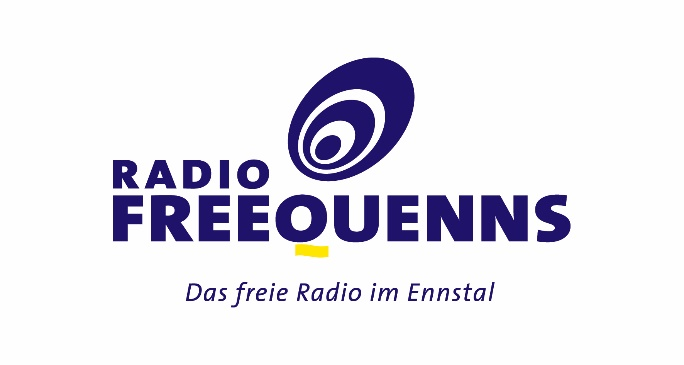 RADIO
FREEQUENNS
Das freie Radio im Ennstal